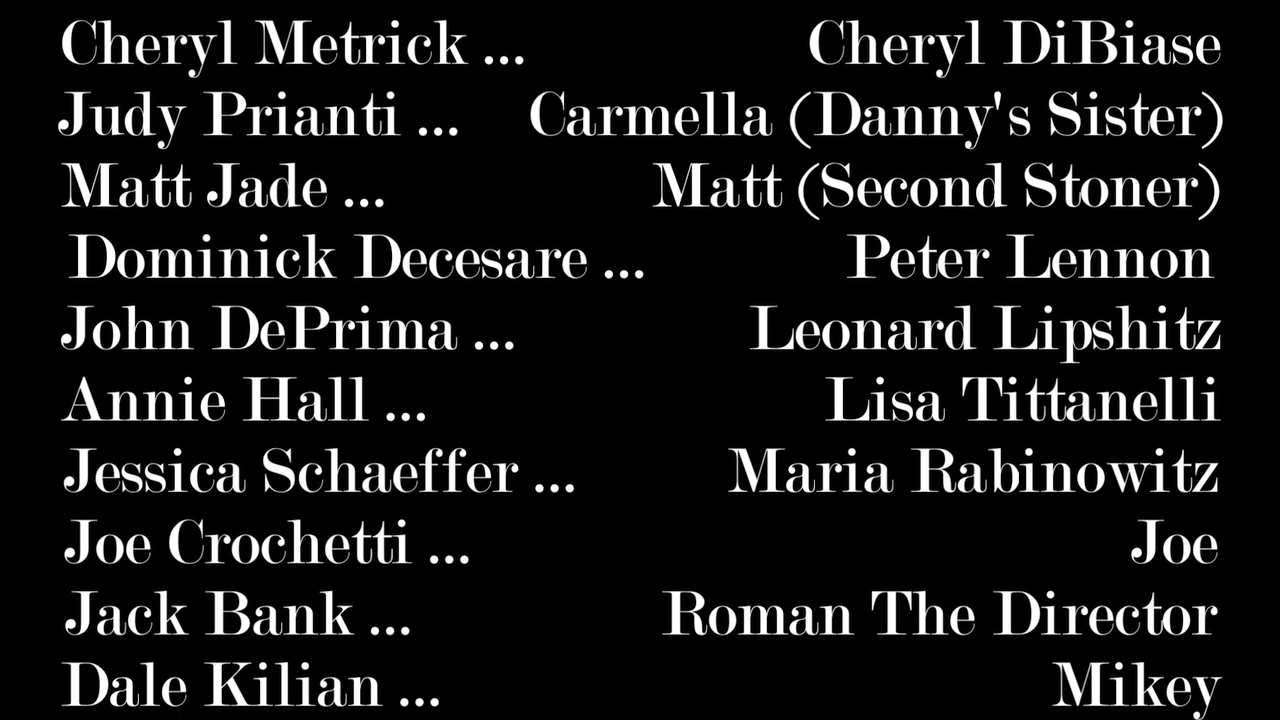 Cheryl Metrick ... Cheryl DiBiase
Judy Prianti ... Carmella (Danny's Sister)
Matt Jade ... Matt (Second Stoner)
Dominick Decesare ... Peter Lennon
John DePrima ... Leonard Lipshitz
Annie Hall ... Lisa Tittanelli
Jessica Schaeffer ... Maria Rabinowitz
Joe Crochetti ... Joe
Jack Bank ... Roman The Director
Dale Kilian ... Mikey